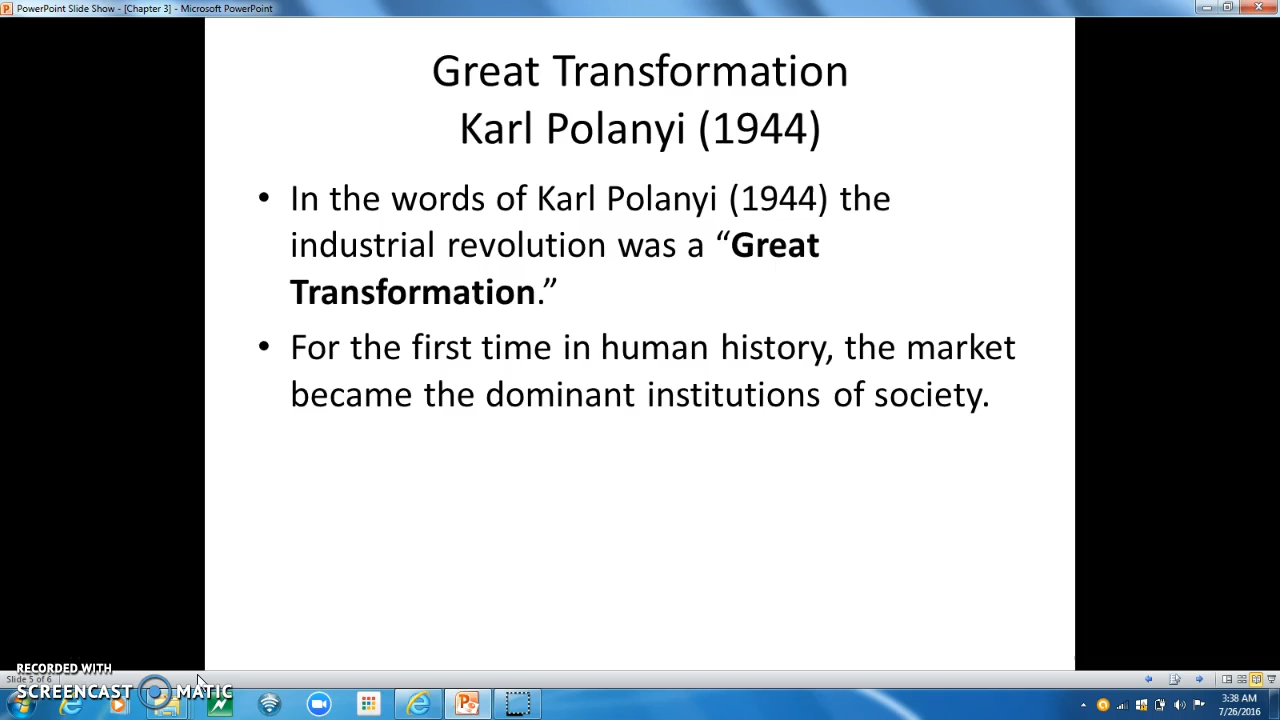 PowerPoint Slide Show - [Chapter 3] - Microsoft PowerPoint
Great Transformation
Karl Polanyi (1944)
• In the words of Karl Polanyi (1944) the
industrial revolution was a “Great
Transformation.”
• For the first time in human history, the market
became the dominant institutions of society.
RECORDED WITH
Slide 5 of 6
SCREENCAST MATIC
3:38 AM
7/26/2016